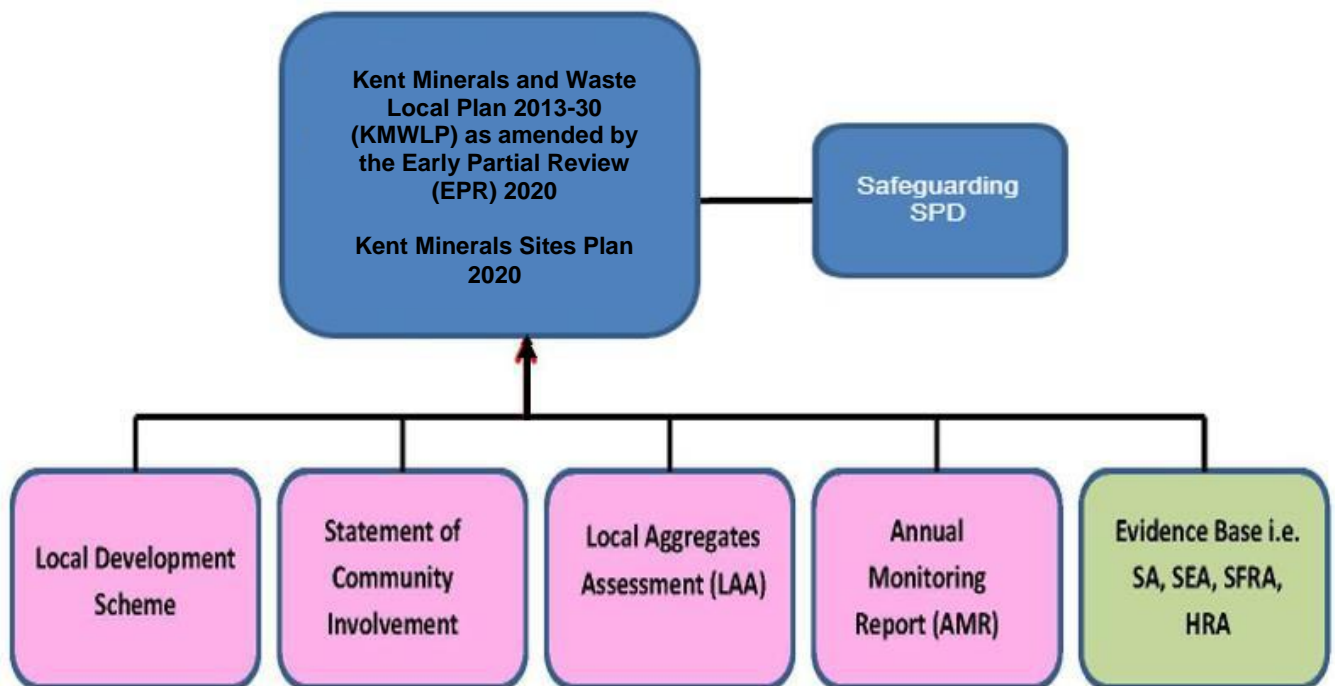 Kent Minerals and Waste
Local Plan 2013-30
(KMWLP) as amended by
the Early Partial Review
(EPR) 2020
Kent Minerals Sites Plan
2020
Safeguarding
SPD
Local Development
Scheme
Statement of
Community
Involvement
Local Aggregates
Assessment (LAA)
Annual
Monitoring
Report (AMR)
Evidence Base i.e.
SA, SEA, SFRA,
HRA